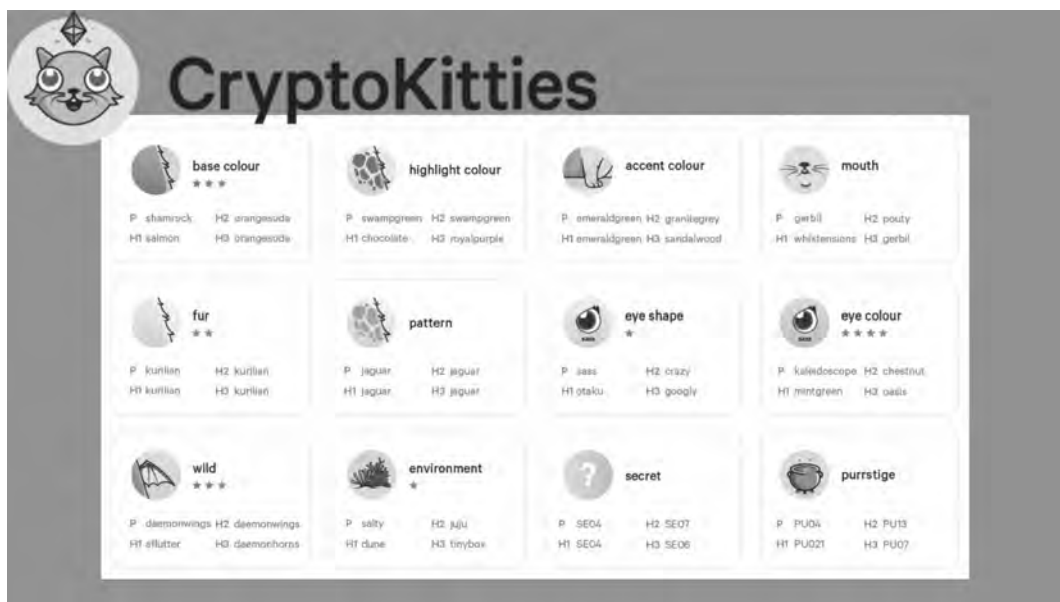 CryptoKitties
base colour
★ ★ ★
P shamrock H2 orangesoda
H1 salmon H3 orangesoda
highlight colour
P swampgreen H2 swampgreen
H1 chocolate H3 royalpurple
accent colour
P emeraldgreen H2 granitegrey
H1 emeraldgreen H3 sandalwood
mouth
P gerbil H2 pouty
H1 whixtensions H3 gerbil
fur
★ ★
P kurilian H2 kurilian
H1 kurilian H3 kurilian
pattern
P jaguar H2 jaguar
H1 jaguar H3 jaguar
eye shape
★
P sass H2 crazy
H1 otaku H3 googly
eye colour
★ ★ ★ ★
P kaleidoscope H2 chestnut
H1 mintgreen H3 oasis
wild
★ ★ ★
P daemonwings H2 daemonwings
H1 H3 daemonhorns
environment
★
P salty H2 juju
H1 dune H3 tinybox
secret
P SE04 H2 SE07
H1 SE04 H3 SE06
purrstige
P PU04 H2 PU13
H1 PU021 H3 PU07